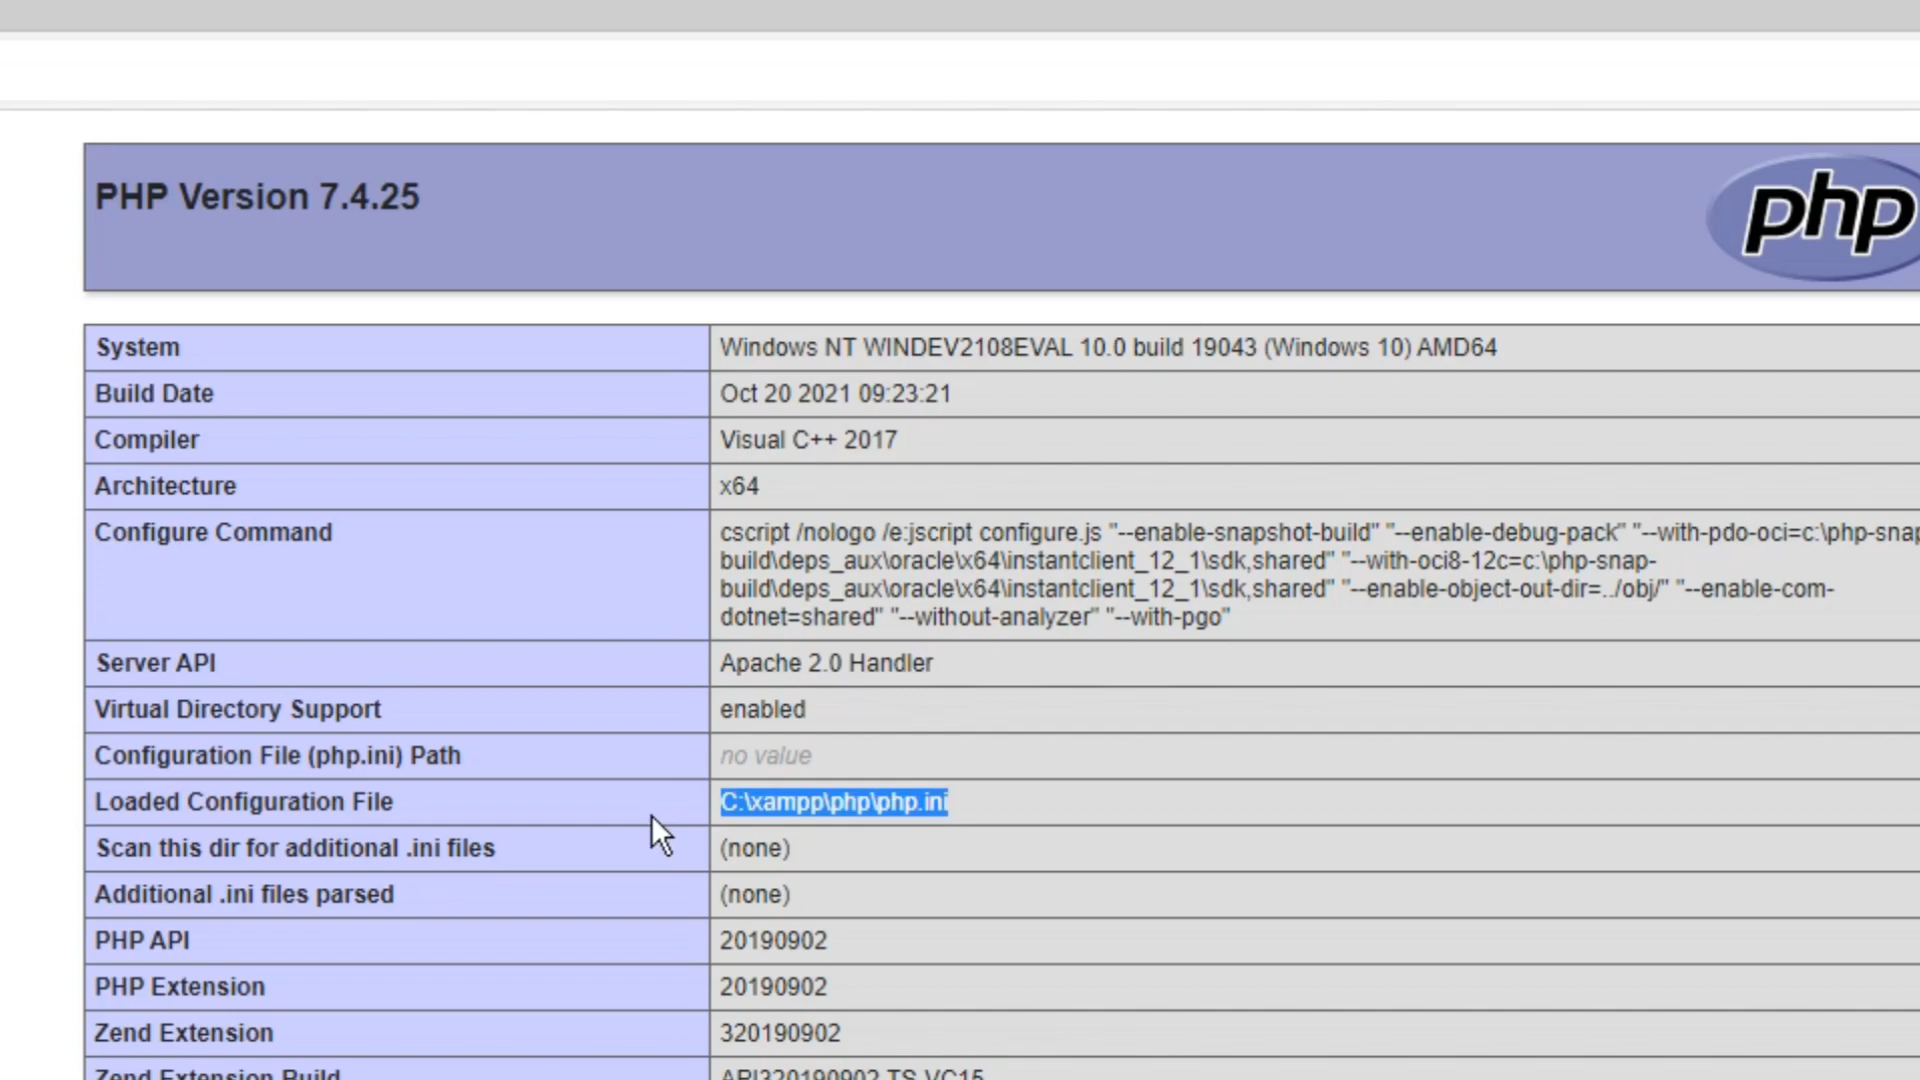 PHP Version 7.4.25
php
System Windows NT WINDEV2108EVAL 10.0 build 19043 (Windows 10) AMD64
Build Date Oct 20 2021 09:23:21
Compiler Visual C++ 2017
Architecture x64
Configure Command cscript /nologo /e:jscript configure.js "--enable-snapshot-build" "--enable-debug-pack" "--with-pdo-oci=c:\php-snap
build\deps_aux\oracle\x64\instantclient_12_1\sdk,shared" "--with-oci8-12c=c:\php-snap-
build\deps_aux\oracle\x64\instantclient_12_1\sdk,shared" "--enable-object-out-dir=../obj/" "--enable-com-
dotnet=shared" "--without-analyzer" "--with-pgo"
Server API Apache 2.0 Handler
Virtual Directory Support enabled
Configuration File (php.ini) Path no value
Loaded Configuration File C:\xampp\php\php.ini
Scan this dir for additional .ini files (none)
Additional .ini files parsed (none)
PHP API 20190902
PHP Extension 20190902
Zend Extension 320190902
Zend Extension Build API320190902,TS,VC15